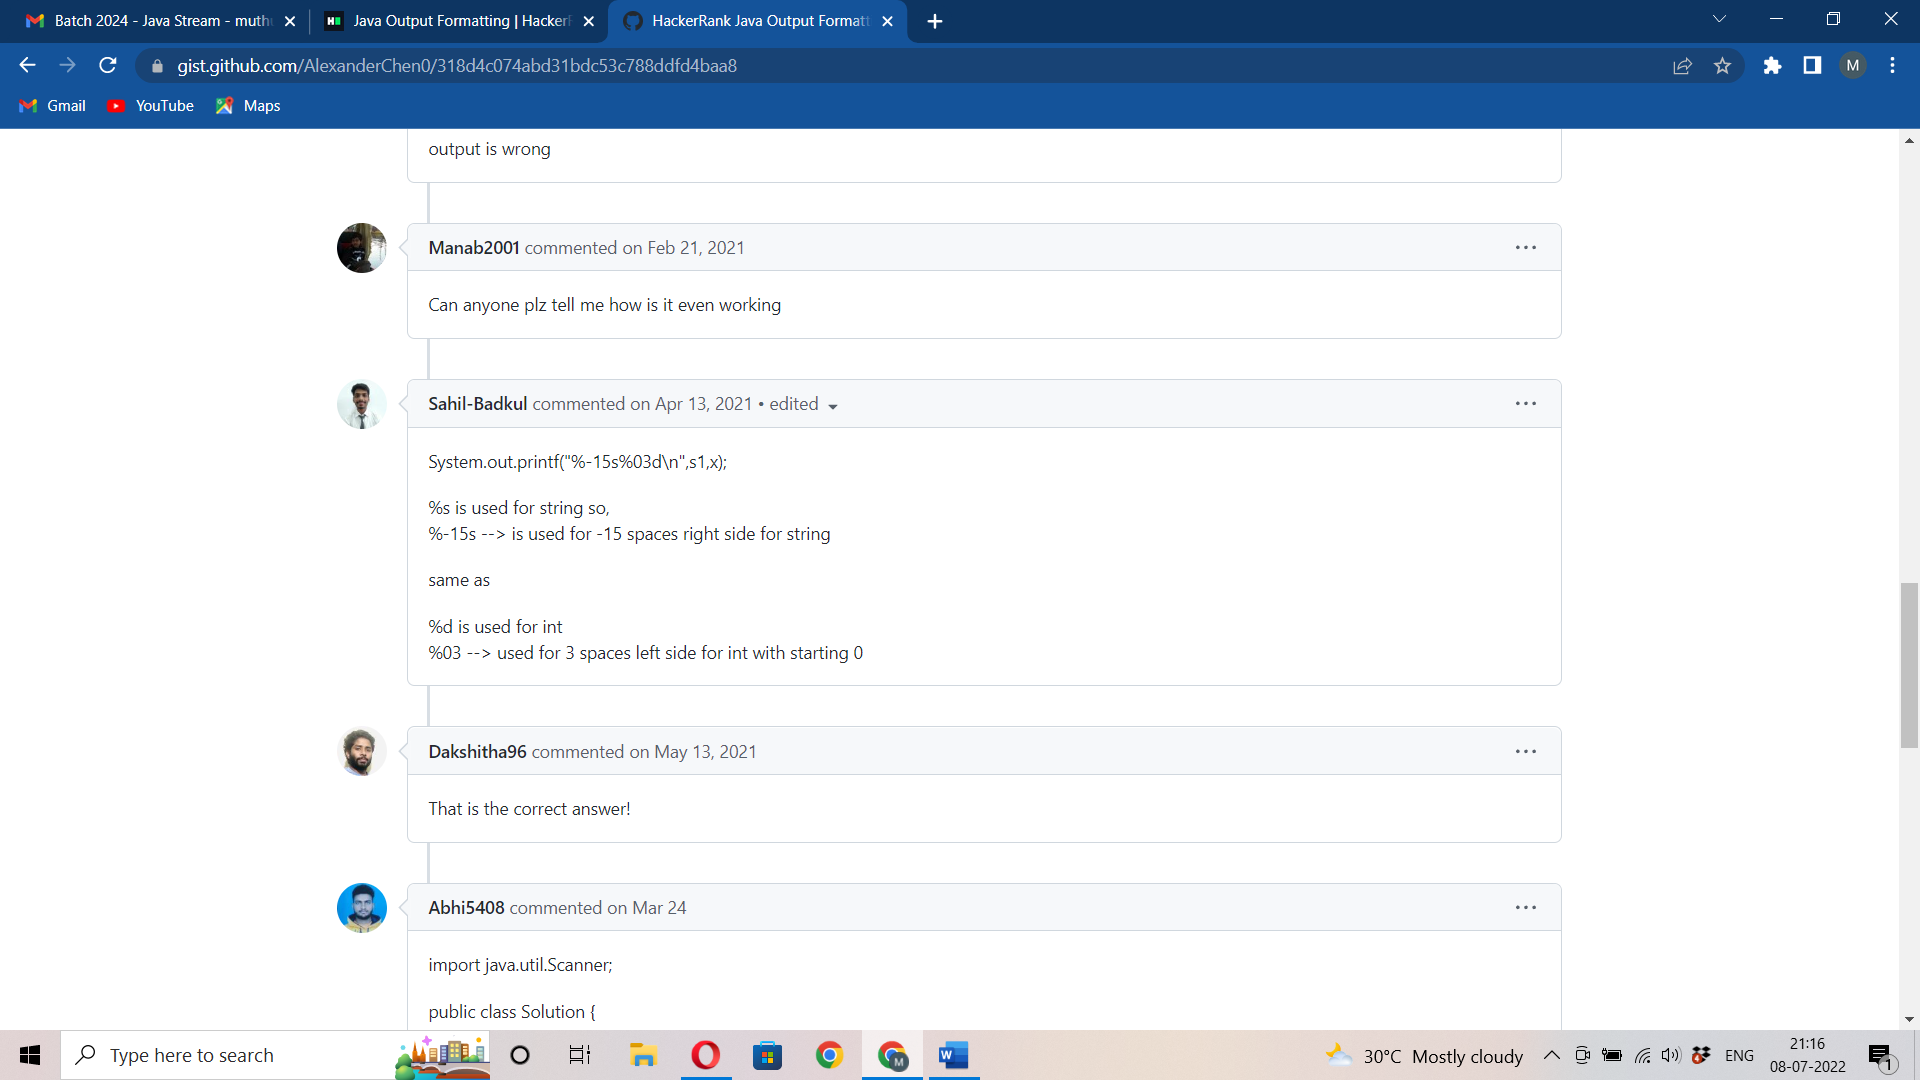 Batch 2024 - Java Stream - muth
Java Output Formatting | Hacker
HackerRank Java Output Formatt
gist.github.com/AlexanderChen0/318d4c074abd31bdc53c788ddfd4baa8
M
Gmail
YouTube
Maps
output is wrong
Manab2001 commented on Feb 21, 2021
Can anyone plz tell me how is it even working
Sahil-Badkul commented on Apr 13, 2021 • edited
System.out.printf("%-15s%03d\n",s1,x);
%s is used for string so,
%-15s --> is used for -15 spaces right side for string
same as
%d is used for int
%03 --> used for 3 spaces left side for int with starting 0
Dakshitha96 commented on May 13, 2021
That is the correct answer!
Abhi5408 commented on Mar 24
import java.util.Scanner;
public class Solution {
Type here to search
30°C Mostly cloudy
ENG
21:16
08-07-2022
1